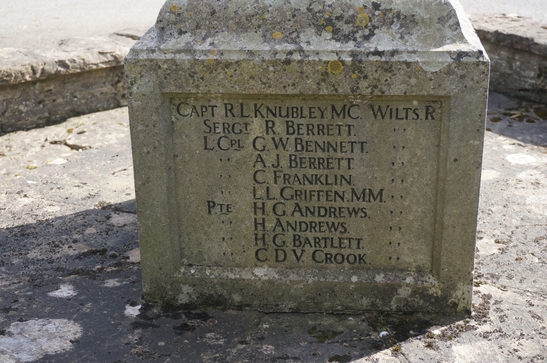 CAPT R.L. KNUBLEY MC. WILTS.R
SERGT R. BERRETT. ,,
L.CPL G.W. BENNETT. ,,
A.J. BERRETT ,,
C. FRANKLIN. ,,
L.L. GRIFFEN. MM. ,,
PTE H.G. ANDREWS. ,,
H. ANDREWS. ,,
H.G. BARTLETT. ,,
C.D.V. CROOK ,,